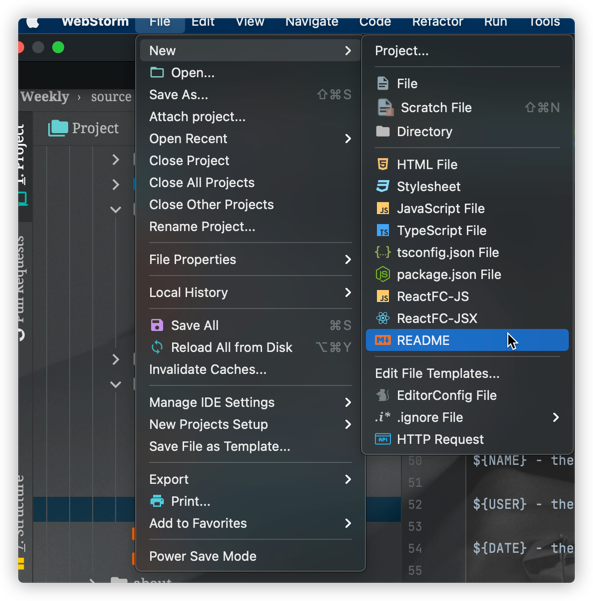 WebStorm File Edit View Navigate Code Refactor Run Tools
Weekly › source
Project
1: Project
Pull Requests
7: Structure
New
Open...
Save As... ⇧⌘S
Attach project...
Open Recent
Close Project
Close All Projects
Close Other Projects
Rename Project...
File Properties
Local History
Save All ⌘S
Reload All from Disk ⌥⌘Y
Invalidate Caches...
Manage IDE Settings
New Projects Setup
Save File as Template...
Export
Print...
Add to Favorites
Power Save Mode
about
Project...
File
Scratch File ⇧⌘N
Directory
HTML File
Stylesheet
JS JavaScript File
TS TypeScript File
{..} tsconfig.json File
JS package.json File
JS ReactFC-JS
ReactFC-JSX
README
Edit File Templates...
EditorConfig File
.i* .ignore File
API HTTP Request
50 ${NAME} - the
51
52 ${USER} - the
53
54 ${DATE} - the
55